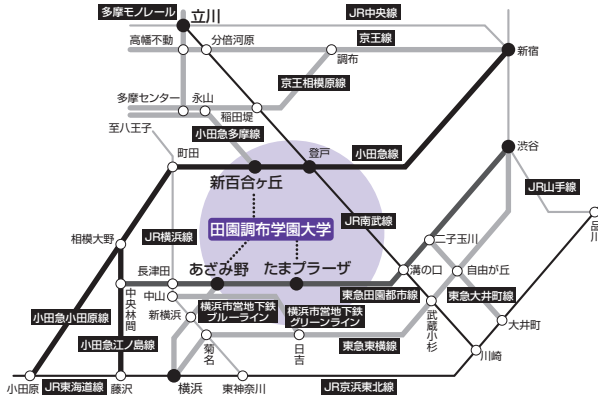 多摩モノレール
立川
JR中央線
高幡不動
分倍河原
京王線
新宿
調布
京王相模原線
多摩センター
永山
稲田堤
至八王子
小田急多摩線
町田
登戸
小田急線
渋谷
新百合ヶ丘
JR山手線
品川
田園調布学園大学
JR南武線
JR横浜線
相模大野
二子玉川
あざみ野
たまプラーザ
溝の口
自由が丘
長津田
中央林間
中山
東急田園都市線
東急大井町線
新横浜
横浜市営地下鉄
ブルーライン
横浜市営地下鉄
グリーンライン
武蔵小杉
小田急小田原線
大井町
小田急江ノ島線
菊名
日吉
東急東横線
川崎
小田原
JR東海道線
藤沢
横浜
東神奈川
JR京浜東北線